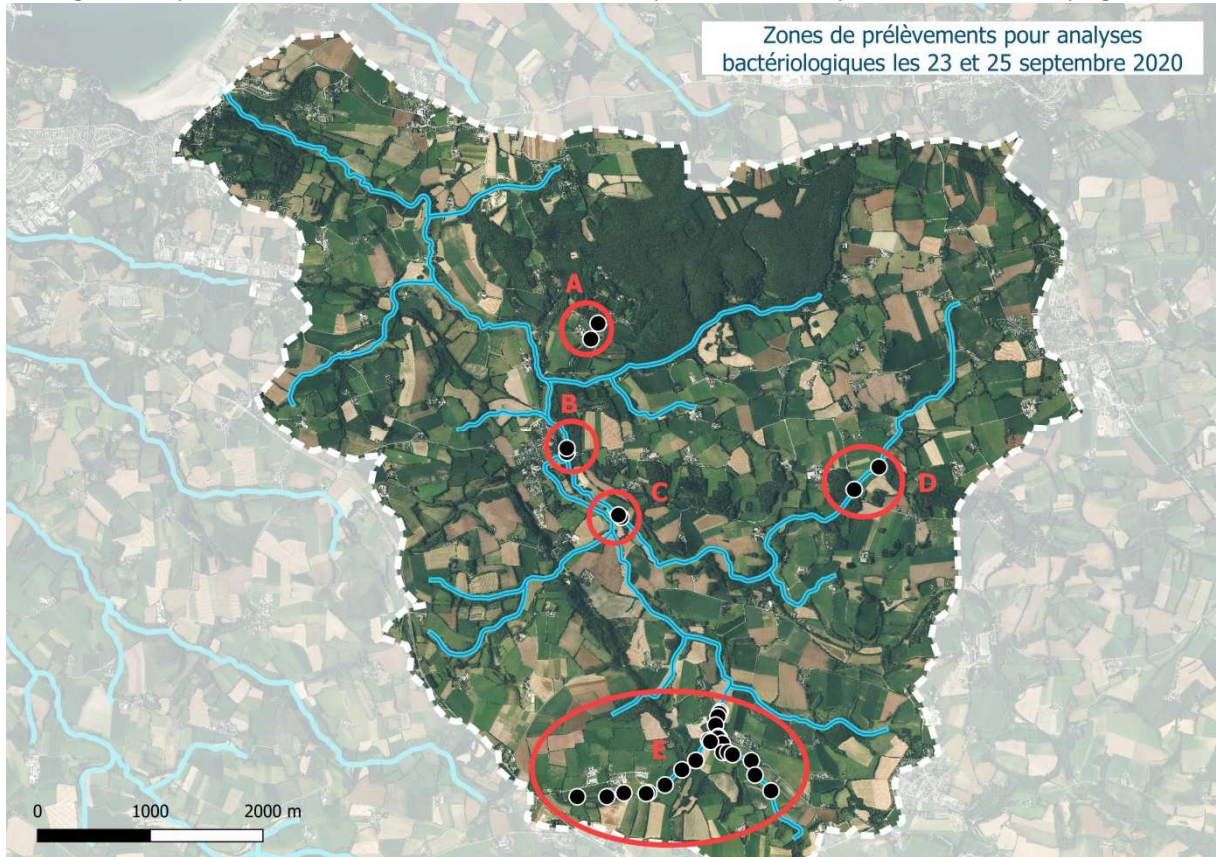 Zones de prélèvements pour analyses
bactériologiques les 23 et 25 septembre 2020
A
B
C
D
E
0 1000 2000 m